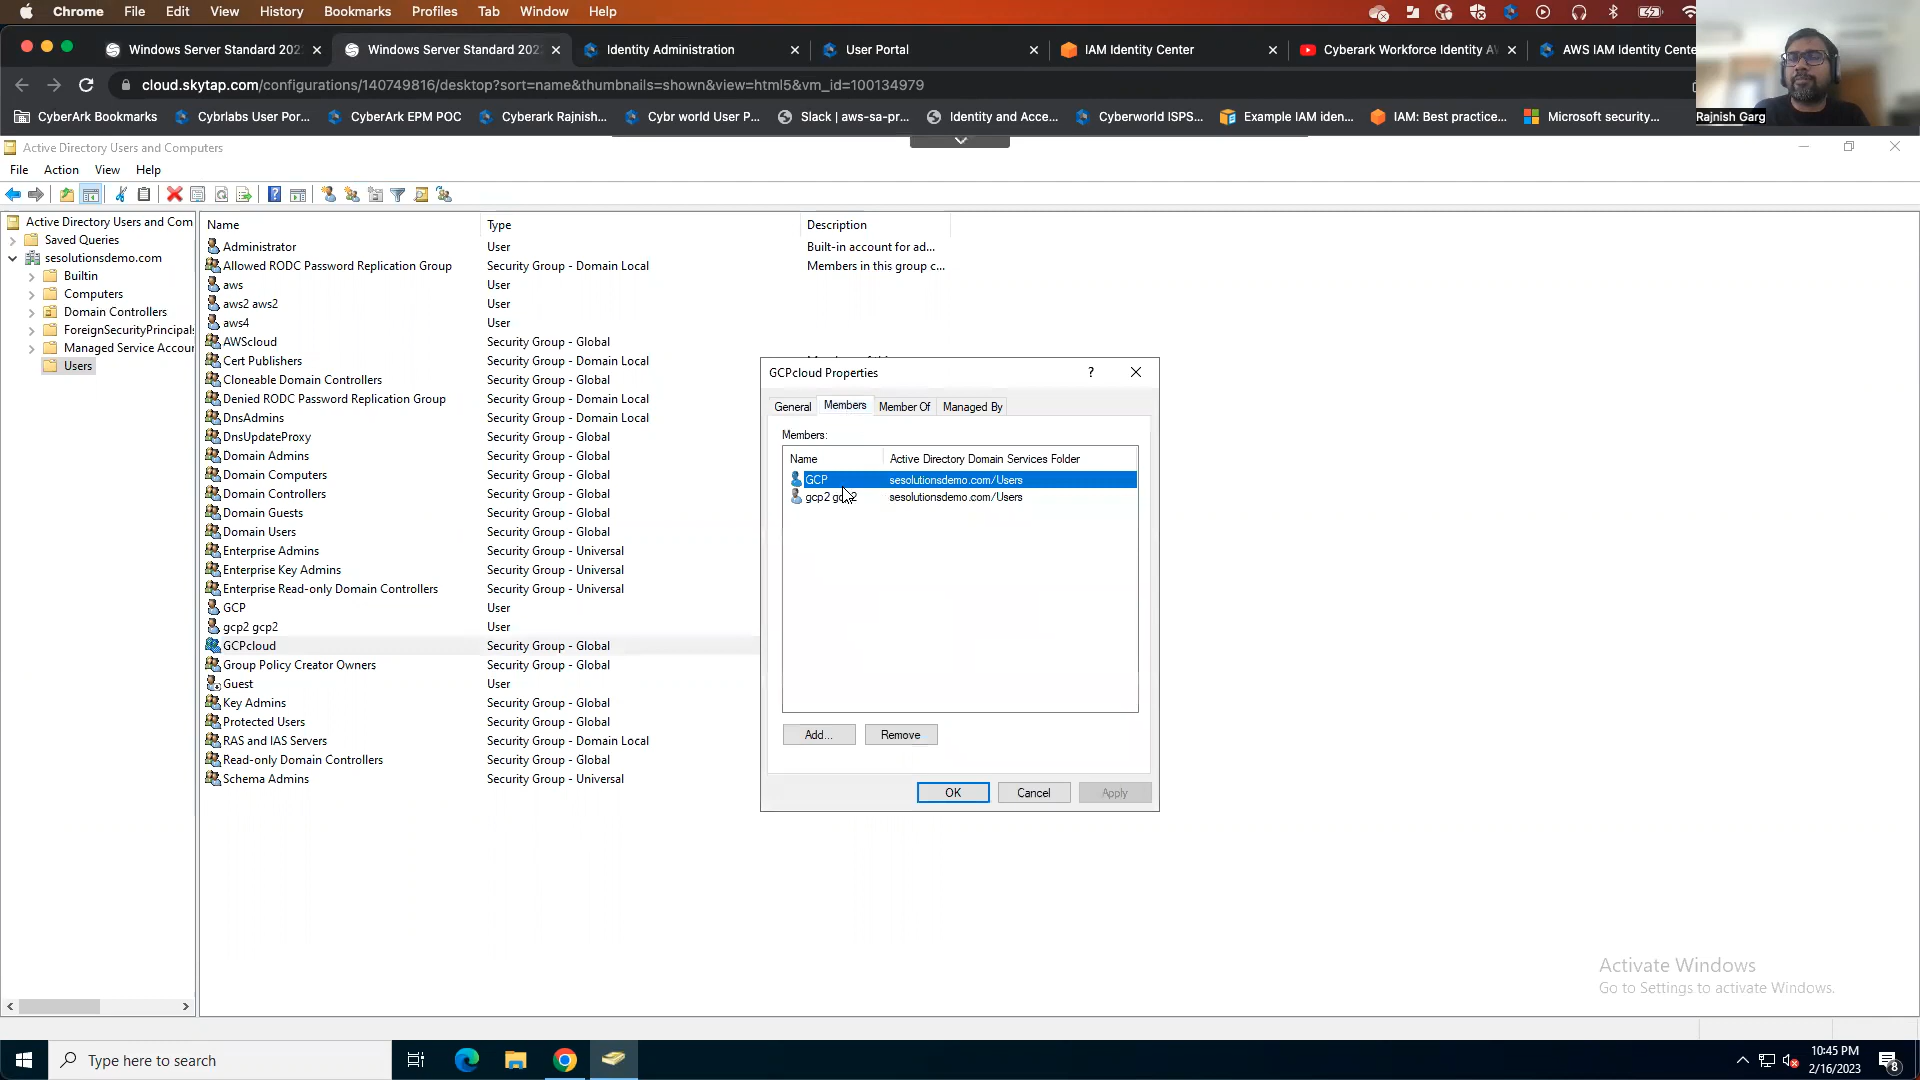 Chrome File Edit View History Bookmarks Profiles Tab Window Help
Windows Server Standard 202
Windows Server Standard 202
Identity Administration
User Portal
IAM Identity Center
Cyberark Workforce Identity AW
AWS IAM Identity Cente
cloud.skytap.com/configurations/140749816/desktop?sort=name&thumbnails=shown&view=html5&vm_id=100134979
CyberArk Bookmarks
Cybrlabs User Por...
CyberArk EPM POC
Cyberark Rajnish...
Cybr world User P...
Slack | aws-sa-pr...
Identity and Acce...
Cyberworld ISPS...
Example IAM iden...
IAM: Best practice...
Microsoft security...
Rajnish Garg
Active Directory Users and Computers
File Action View Help
Active Directory Users and Com
Saved Queries
sesolutionsdemo.com
Builtin
Computers
Domain Controllers
ForeignSecurityPrincipals
Managed Service Accour
Users
Name Type Description
Administrator User Built-in account for ad...
Allowed RODC Password Replication Group Security Group - Domain Local Members in this group c...
aws User
aws2 aws2 User
aws4 User
AWScloud Security Group - Global
Cert Publishers Security Group - Domain Local
Cloneable Domain Controllers Security Group - Global
Denied RODC Password Replication Group Security Group - Domain Local
DnsAdmins Security Group - Domain Local
DnsUpdateProxy Security Group - Global
Domain Admins Security Group - Global
Domain Computers Security Group - Global
Domain Controllers Security Group - Global
Domain Guests Security Group - Global
Domain Users Security Group - Global
Enterprise Admins Security Group - Universal
Enterprise Key Admins Security Group - Universal
Enterprise Read-only Domain Controllers Security Group - Universal
GCP User
gcp2 gcp2 User
GCPcloud Security Group - Global
Group Policy Creator Owners Security Group - Global
Guest User
Key Admins Security Group - Global
Protected Users Security Group - Global
RAS and IAS Servers Security Group - Domain Local
Read-only Domain Controllers Security Group - Global
Schema Admins Security Group - Universal
GCPcloud Properties ?
General Members Member Of Managed By
Members:
Name Active Directory Domain Services Folder
GCP sesolutionsdemo.com/Users
gcp2 sesolutionsdemo.com/Users
Add... Remove
OK Cancel Apply
Activate Windows
Go to Settings to activate Windows.
Type here to search
10:45 PM
2/16/2023
8